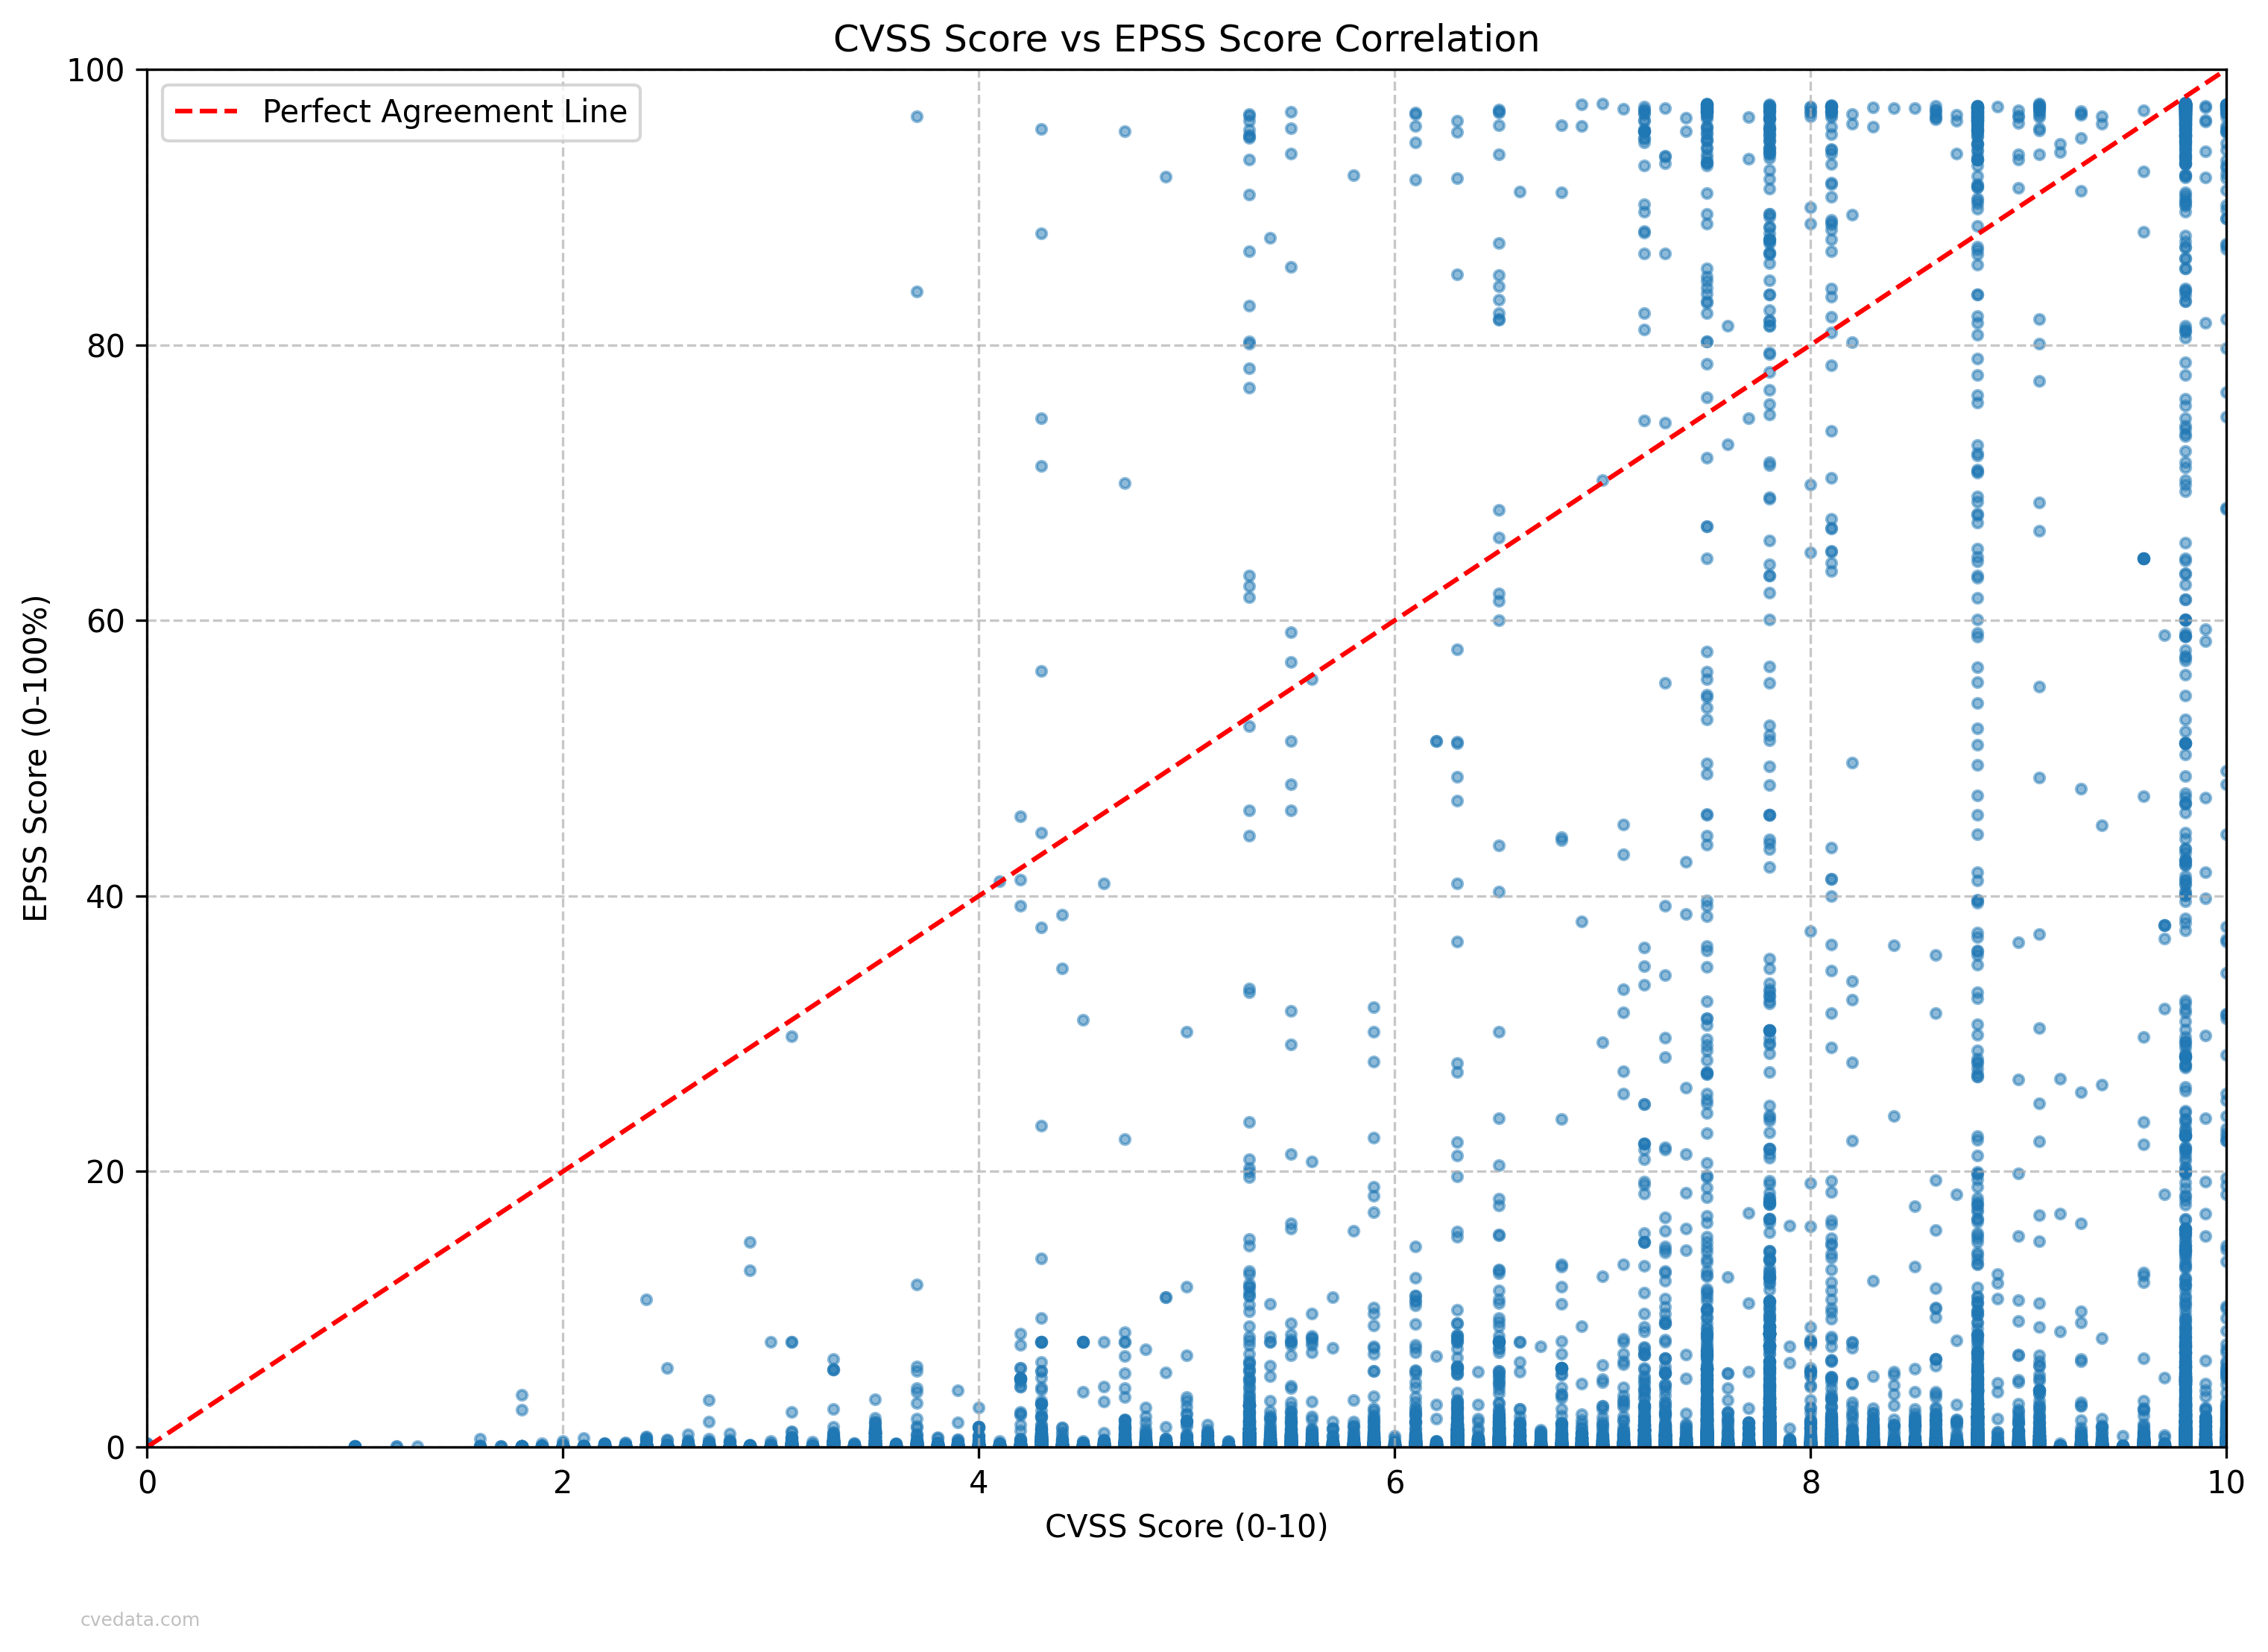 CVSS Score vs EPSS Score Correlation
Perfect Agreement Line
EPSS Score (0-100%)
100
80
60
40
20
0
0 2 4 6 8 10
CVSS Score (0-10)
cvedata.com